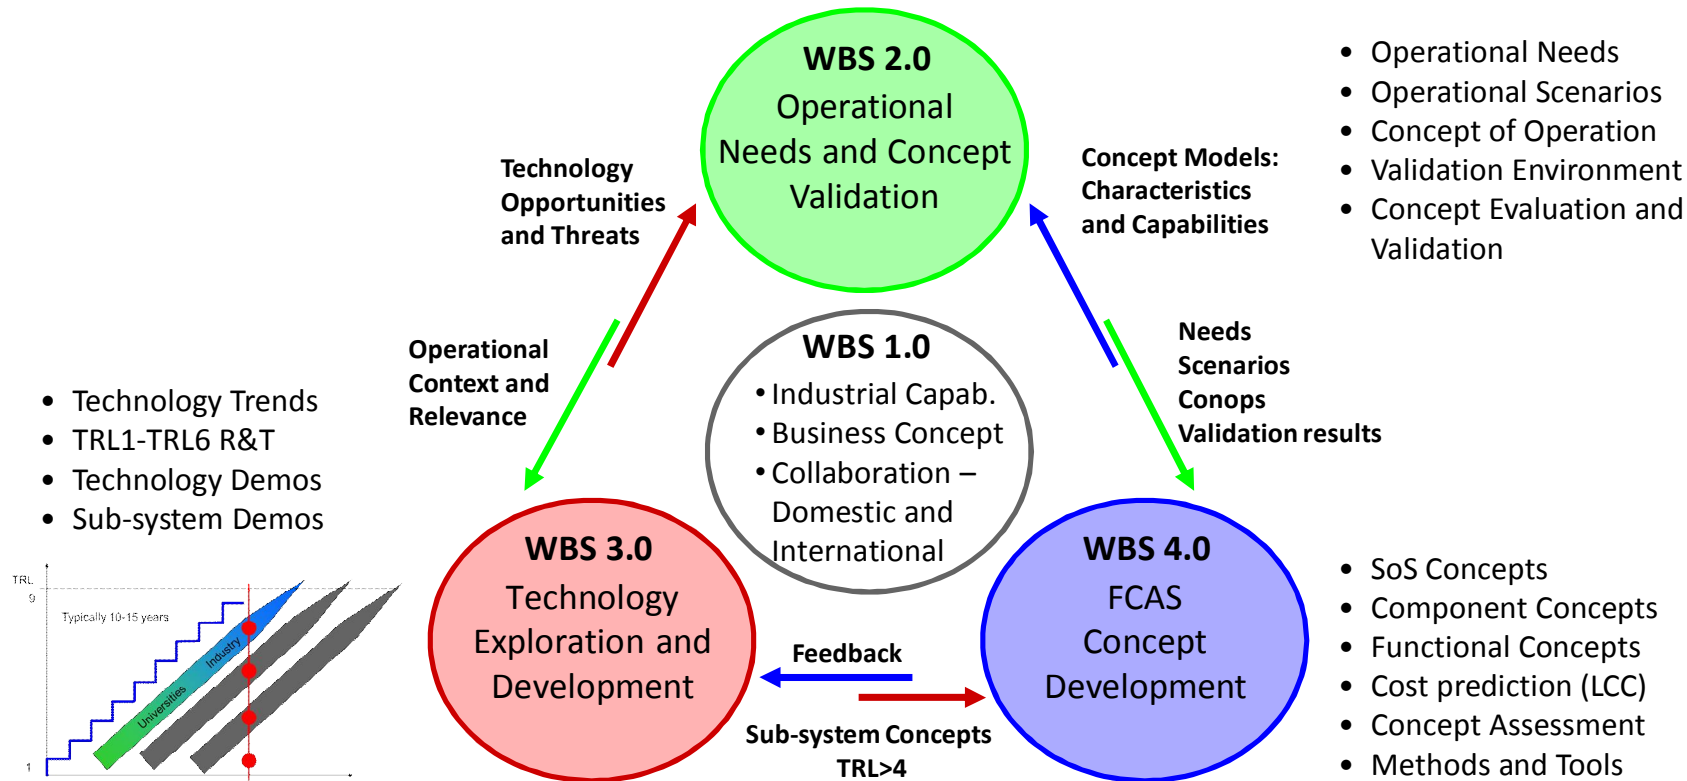 WBS 2.0
Operational
Needs and Concept
Validation
• Operational Needs
• Operational Scenarios
• Concept of Operation
• Validation Environment
• Concept Evaluation and
Validation
Technology
Opportunities
and Threats
Concept Models:
Characteristics
and Capabilities
Operational
Context and
Relevance
WBS 1.0
• Industrial Capab.
• Business Concept
• Collaboration –
Domestic and
International
Needs
Scenarios
Conops
Validation results
• Technology Trends
• TRL1-TRL6 R&T
• Technology Demos
• Sub-system Demos
TRL
9
Typically 10-15 years
Industry
Universities
1
WBS 3.0
Technology
Exploration and
Development
Feedback
Sub-system Concepts
TRL>4
WBS 4.0
FCAS
Concept
Development
• SoS Concepts
• Component Concepts
• Functional Concepts
• Cost prediction (LCC)
• Concept Assessment
• Methods and Tools